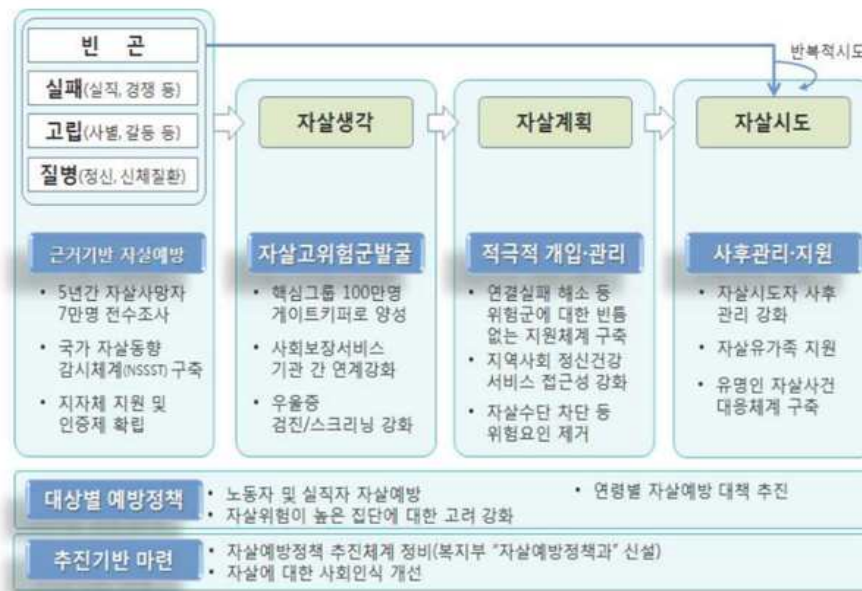 빈 곤
실패(실직, 경쟁 등)
고립(사별, 갈등 등)
질병(정신, 신체질환)
반복적시도
자살생각
자살계획
자살시도
근거기반 자살예방
• 5년간 자살사망자
7만명 전수조사
• 국가 자살동향
감시체계(NSSST) 구축
• 지자체 지원 및
인증제 확립
자살고위험군발굴
• 핵심그룹 100만명
게이트키퍼로 양성
• 사회보장서비스
기관 간 연계강화
• 우울증
검진/스크리닝 강화
적극적 개입·관리
• 연결실패 해소 등
위험군에 대한 빈틈
없는 지원체계 구축
• 지역사회 정신건강
서비스 접근성 강화
• 자살수단 차단 등
위험요인 제거
사후관리·지원
• 자살시도자 사후
관리 강화
• 자살유가족 지원
• 유명인 자살사건
대응체계 구축
대상별 예방정책
• 노동자 및 실직자 자살예방
• 연령별 자살예방 대책 추진
• 자살위험이 높은 집단에 대한 고려 강화
추진기반 마련
• 자살예방정책 추진체계 정비(복지부 “자살예방정책과” 신설)
• 자살에 대한 사회인식 개선